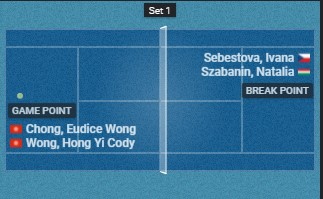 Set 1
Sebestova, Ivana
Szabanin, Natalia
BREAK POINT
GAME POINT
Chong, Eudice Wong
Wong, Hong Yi Cody